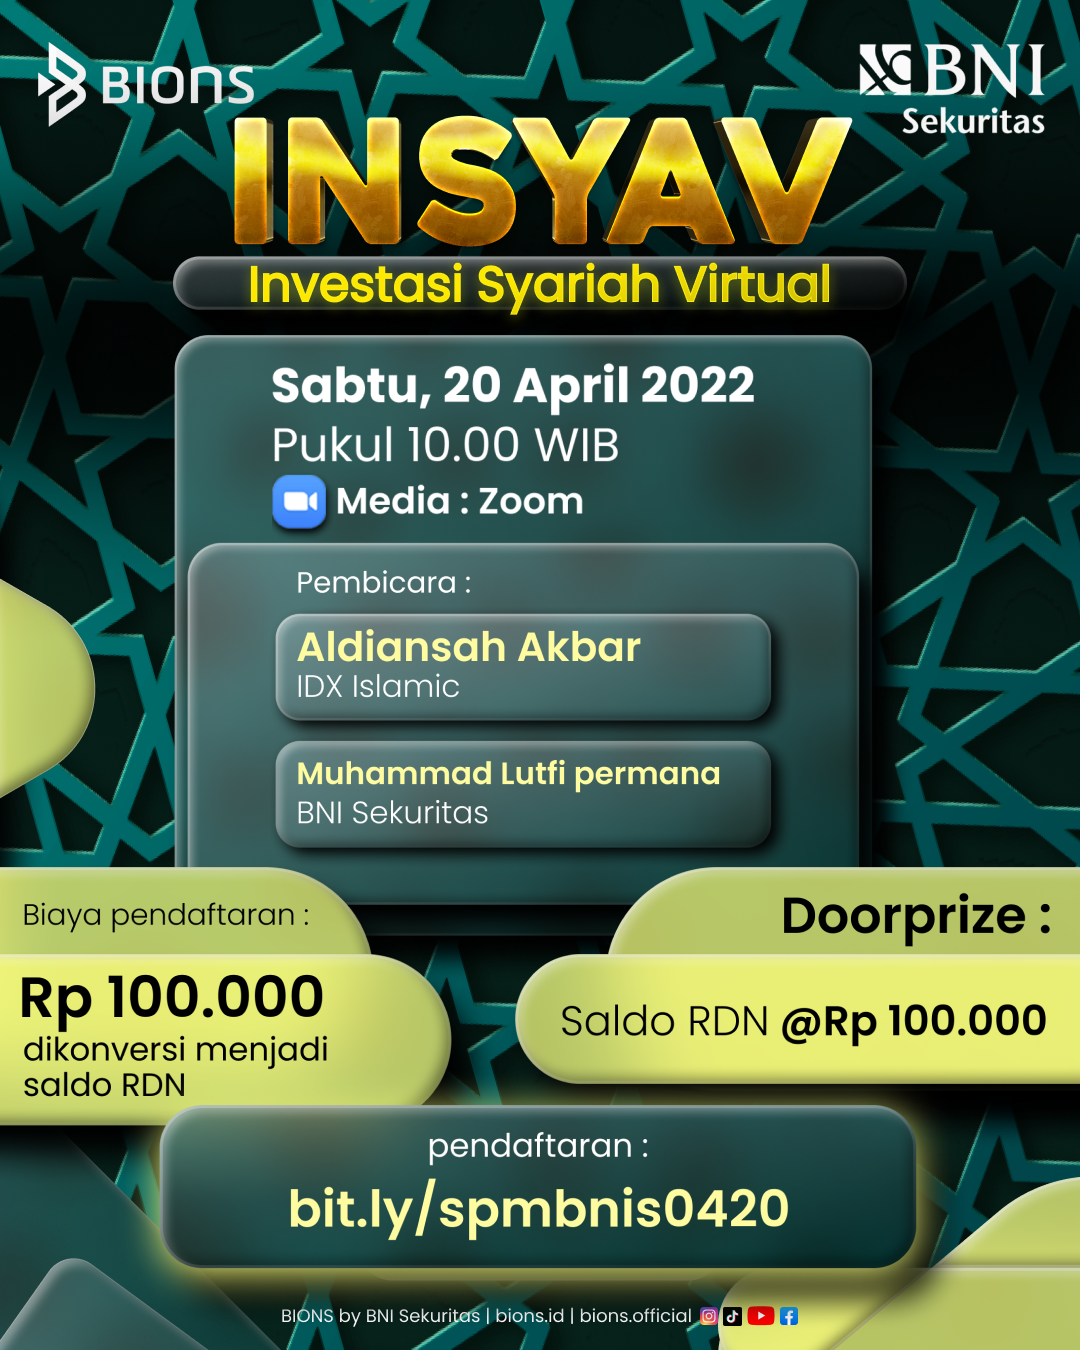 BIONS
BNI
Sekuritas
INSYAV
Investasi Syariah Virtual
Sabtu, 20 April 2022
Pukul 10.00 WIB
Media : Zoom
Pembicara :
Aldiansah Akbar
IDX Islamic
Muhammad Lutfi permana
BNI Sekuritas
Biaya pendaftaran :
Rp 100.000
dikonversi menjadi
saldo RDN
Doorprize :
Saldo RDN @Rp 100.000
pendaftaran :
bit.ly/spmbnis0420
BIONS by BNI Sekuritas | bions.id | bions.official